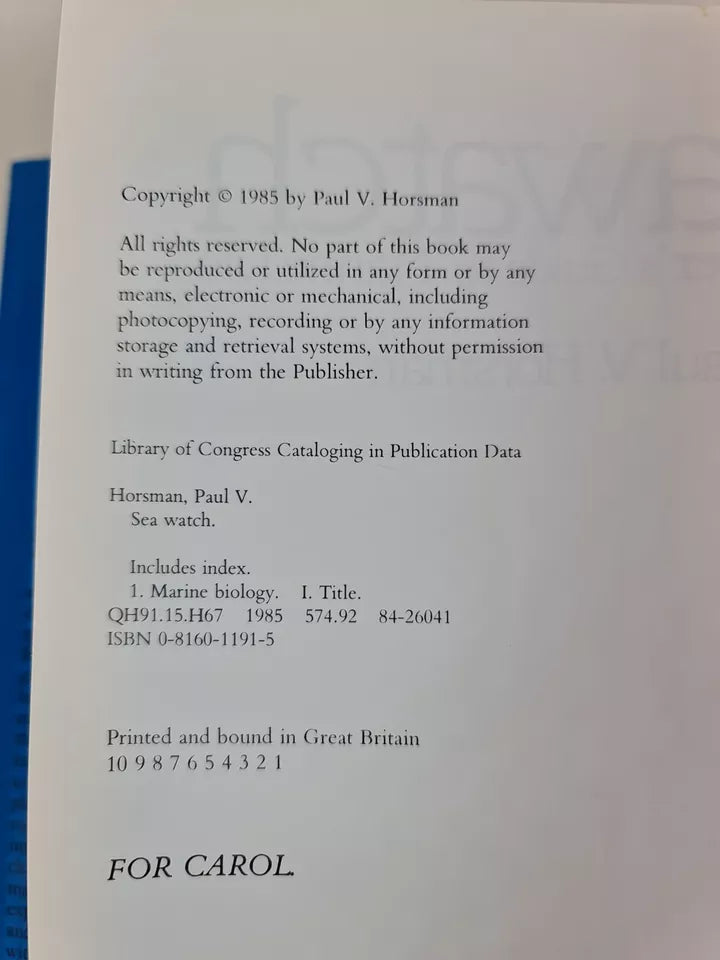 Copyright © 1985 by Paul V. Horsman
All rights reserved. No part of this book may
be reproduced or utilized in any form or by any
means, electronic or mechanical, including
photocopying, recording or by any information
storage and retrieval systems, without permission
in writing from the Publisher.
Library of Congress Cataloging in Publication Data
Horsman, Paul V.
Sea watch.
Includes index.
1. Marine biology. I. Title.
QH91.15.H67 1985 574.92 84-26041
ISBN 0-8160-1191-5
Printed and bound in Great Britain
10 9 8 7 6 5 4 3 2 1
FOR CAROL.